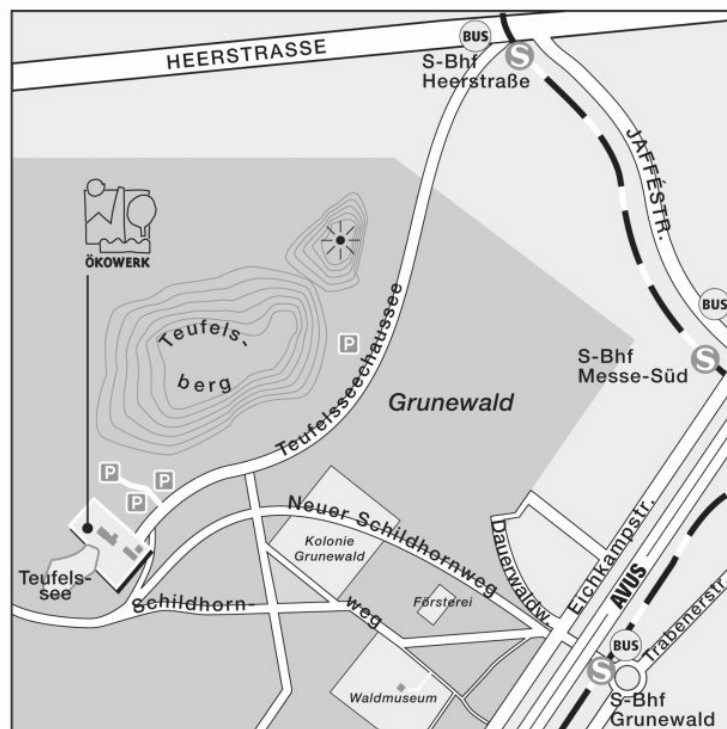 HEERSTRASSE
BUS
S-Bhf
Heerstraße
S
JAFFÉSTR.
ÖKOWERK
BUS
Teufels-
berg
P
Teufelsseechaussee
S-Bhf
Messe-Süd
S
Grunewald
P
P
P
Neuer Schildhornweg
Kolonie
Grunewald
Dauerwaldw.
Eichkampstr.
AVUS
Teufels-
see
Schildhorn-
weg
Försterei
Trabenerstr.
BUS
S
Waldmuseum
S-Bhf
Grunewald